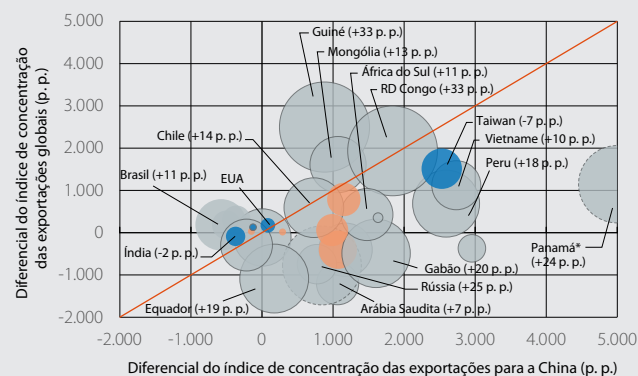 Diferencial do índice de concentração
das exportações globais (p. p.)
5.000
4.000
3.000
2.000
1.000
0
-1.000
-2.000
Guiné (+33 p. p.)
Mongólia (+13 p. p.)
África do Sul (+11 p. p.)
RD Congo (+33 p. p.)
Taiwan (-7 p. p.)
Chile (+14 p. p.)
Vietname (+10 p. p.)
Peru (+18 p. p.)
Brasil (+11 p. p.)
EUA
Índia (-2 p. p.)
Panamá*
(+24 p. p.)
Gabão (+20 p. p.)
Rússia (+25 p. p.)
Equador (+19 p. p.)
Arábia Saudita (+7 p. p.)
-2.000 -1.000 0 1.000 2.000 3.000 4.000 5.000
Diferencial do índice de concentração das exportações para a China (p. p.)